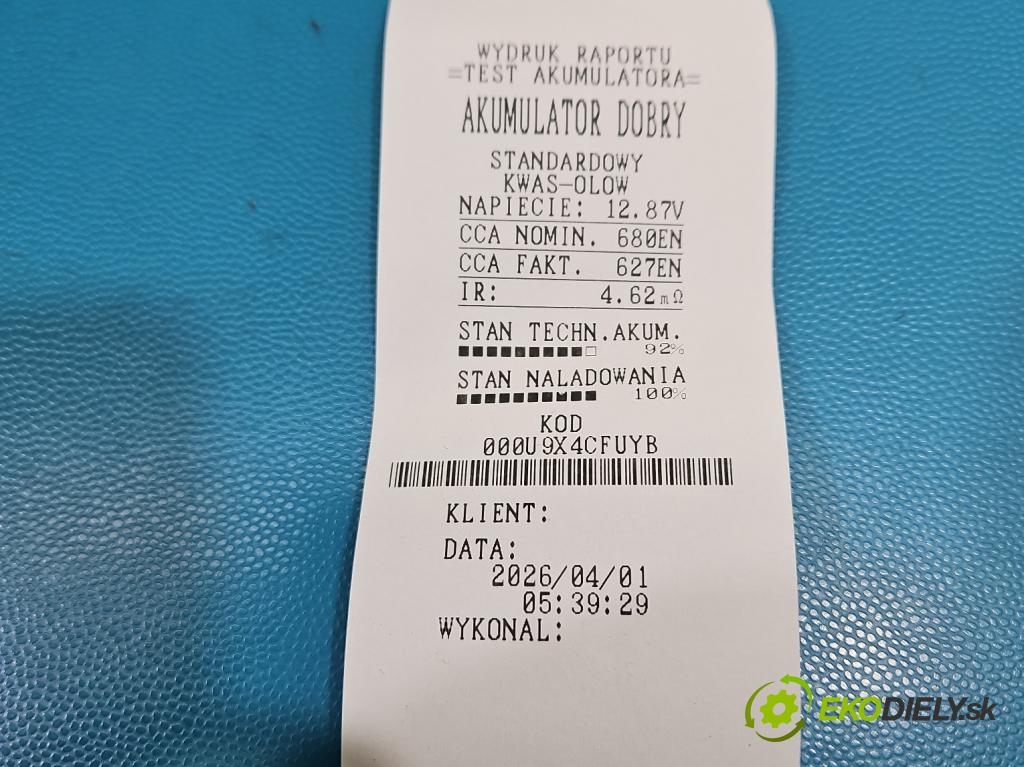 WYDRUK RAPORTU
=TEST AKUMULATORA=
AKUMULATOR DOBRY
STANDARDOWY
KWAS-OLOW
NAPIECIE: 12.87V
CCA NOMIN. 680EN
CCA FAKT. 627EN
IR: 4.62mΩ
STAN TECHN.AKUM.
92%
STAN NALADOWANIA
100%
KOD
000U9X4CFUYB
KLIENT:
DATA:
2026/04/01
05:39:29
WYKONAL:
EKODIELY.sk